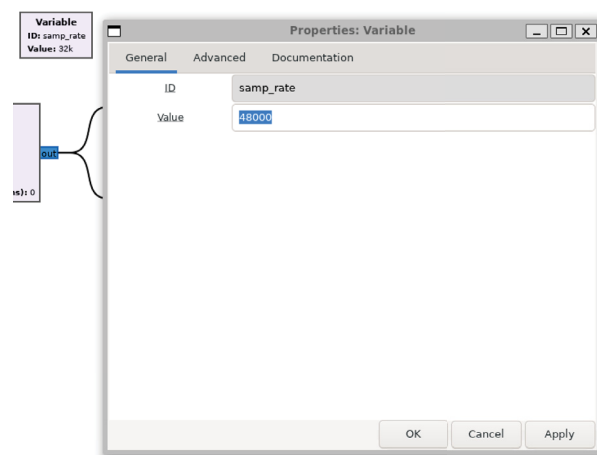 Variable
ID: samp_rate
Value: 32k
out
ns): 0
Properties: Variable
General Advanced Documentation
ID samp_rate
Value 48000
OK Cancel Apply